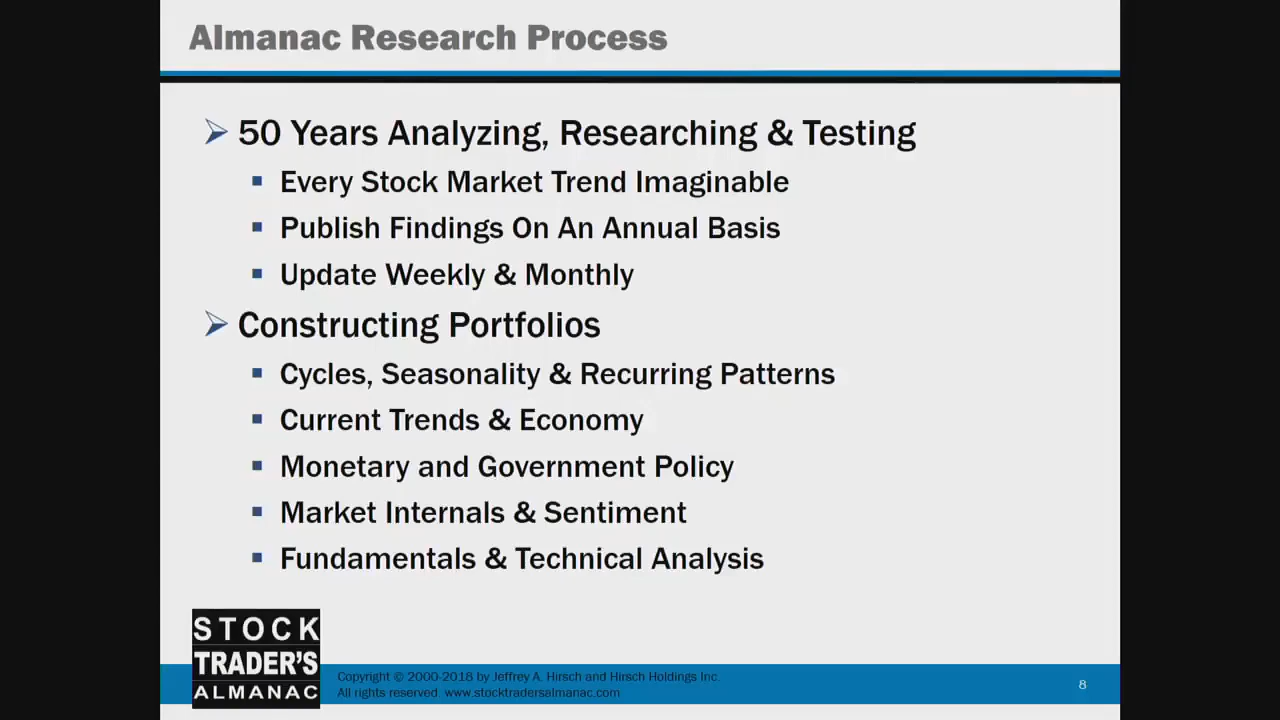 Almanac Research Process
50 Years Analyzing, Researching & Testing
Every Stock Market Trend Imaginable
Publish Findings On An Annual Basis
Update Weekly & Monthly
Constructing Portfolios
Cycles, Seasonality & Recurring Patterns
Current Trends & Economy
Monetary and Government Policy
Market Internals & Sentiment
Fundamentals & Technical Analysis
STOCK
TRADER'S
ALMANAC
Copyright © 2000-2018 by Jeffrey A. Hirsch and Hirsch Holdings Inc.
All rights reserved. www.stocktradersalmanac.com
8